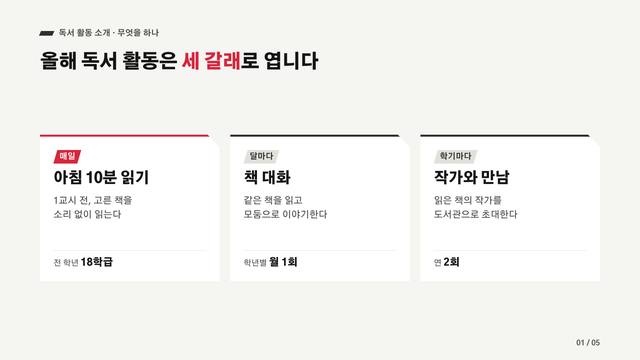 독서 활동 소개 · 무엇을 하나
올해 독서 활동은 세 갈래로 엽니다
매일
아침 10분 읽기
1교시 전, 고른 책을
소리 없이 읽는다
전 학년 18학급
달마다
책 대화
같은 책을 읽고
모둠으로 이야기한다
학년별 월 1회
학기마다
작가와 만남
읽은 책의 작가를
도서관으로 초대한다
연 2회
01 / 05